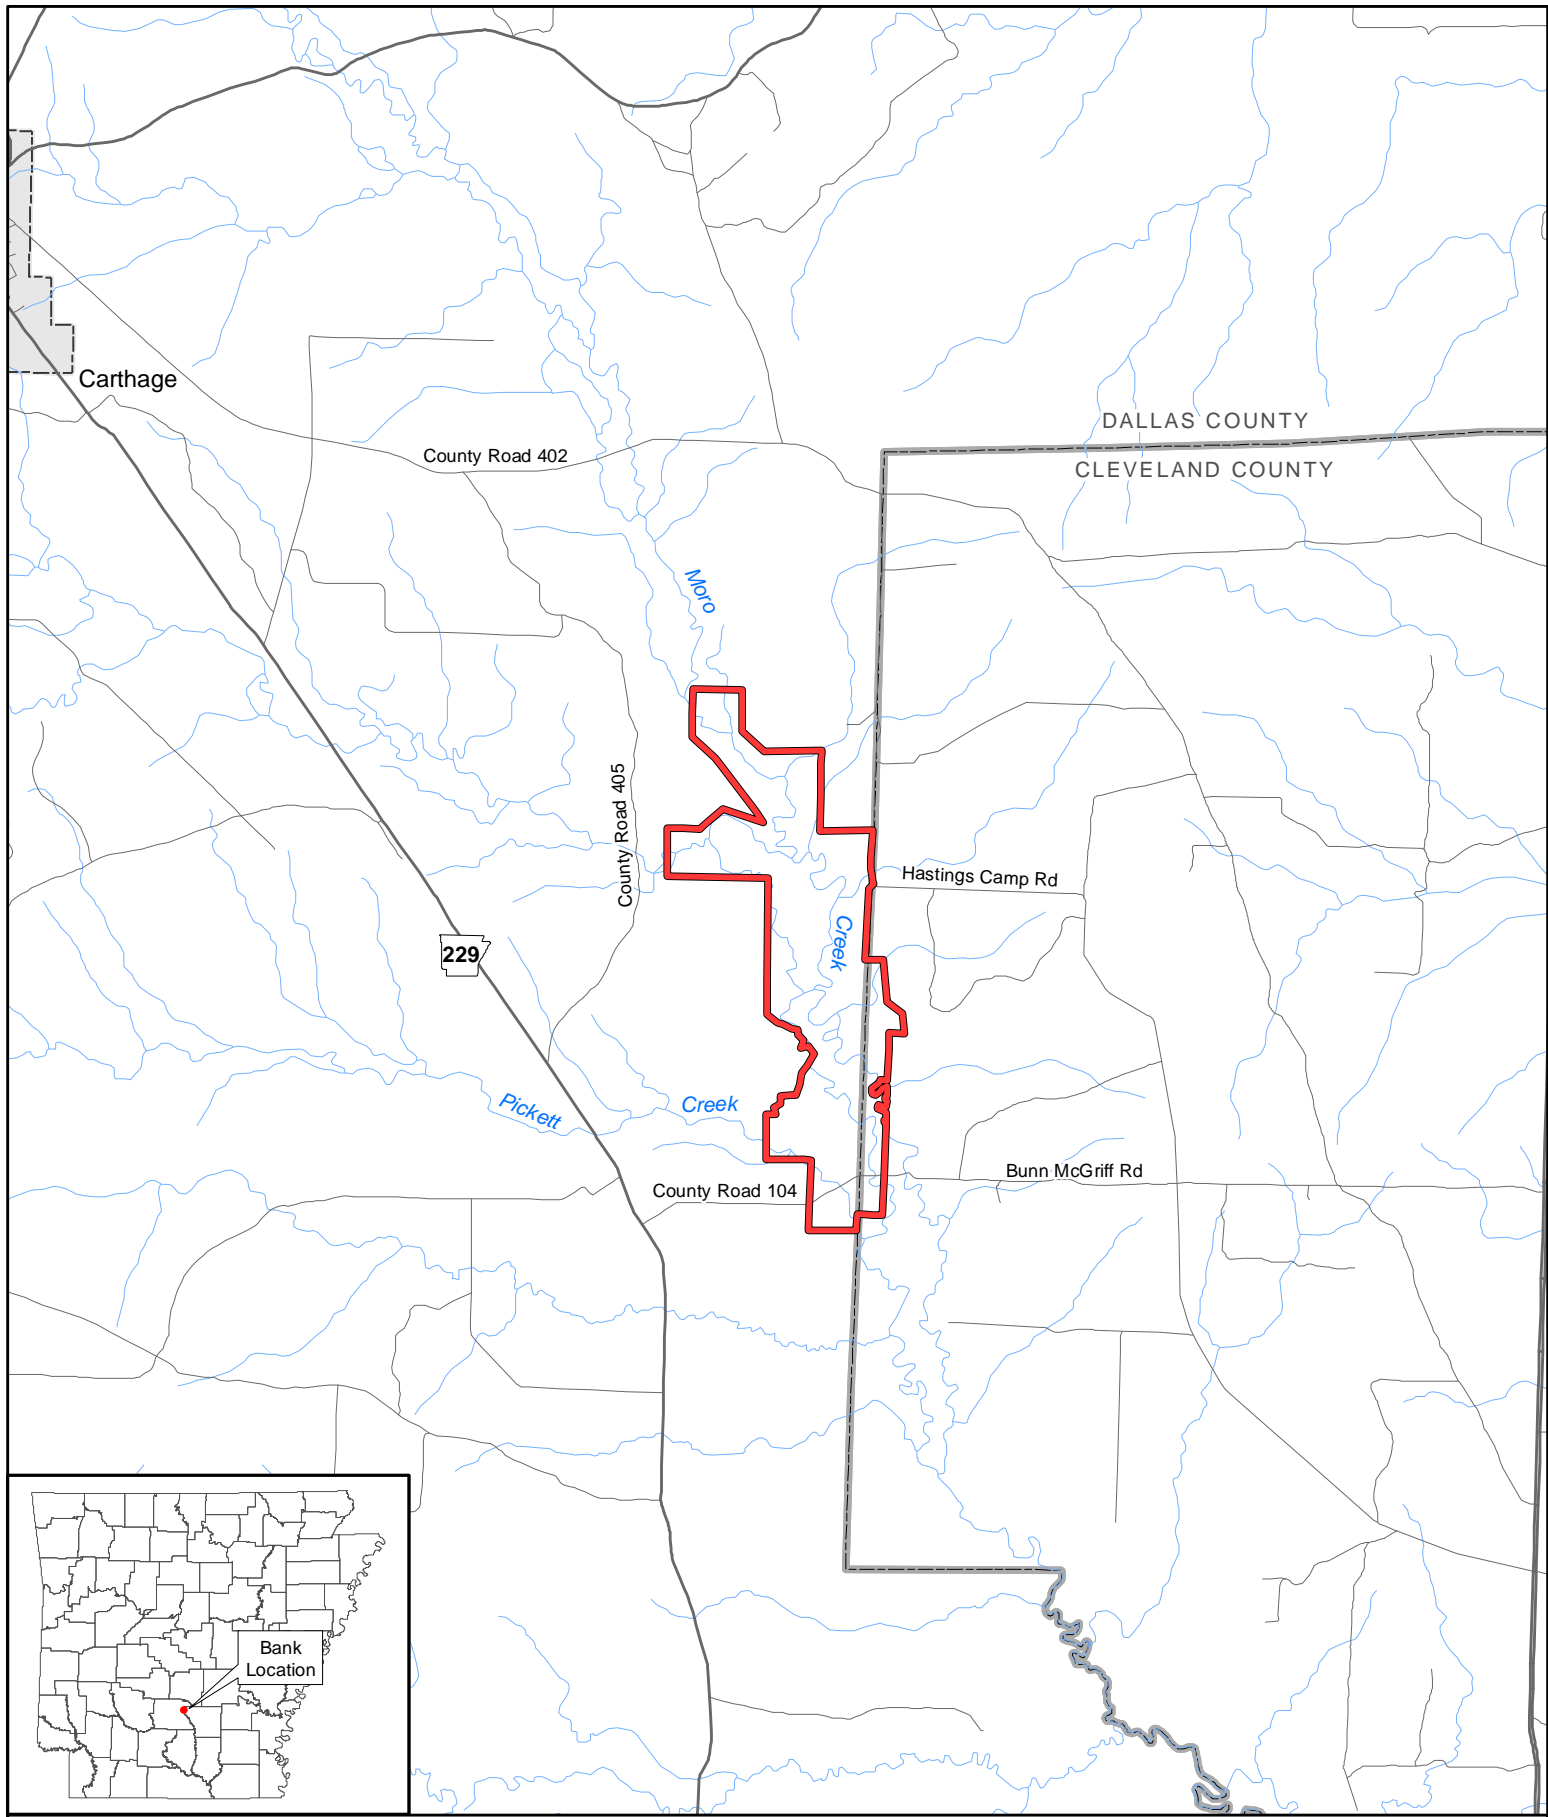 DALLAS COUNTY
Carthage
County Road 402
CLEVELAND COUNTY
Moro
County Road 405
Hastings Camp Rd
Creek
229
Pickett
Creek
Bunn McGriff Rd
County Road 104
Bank
Location